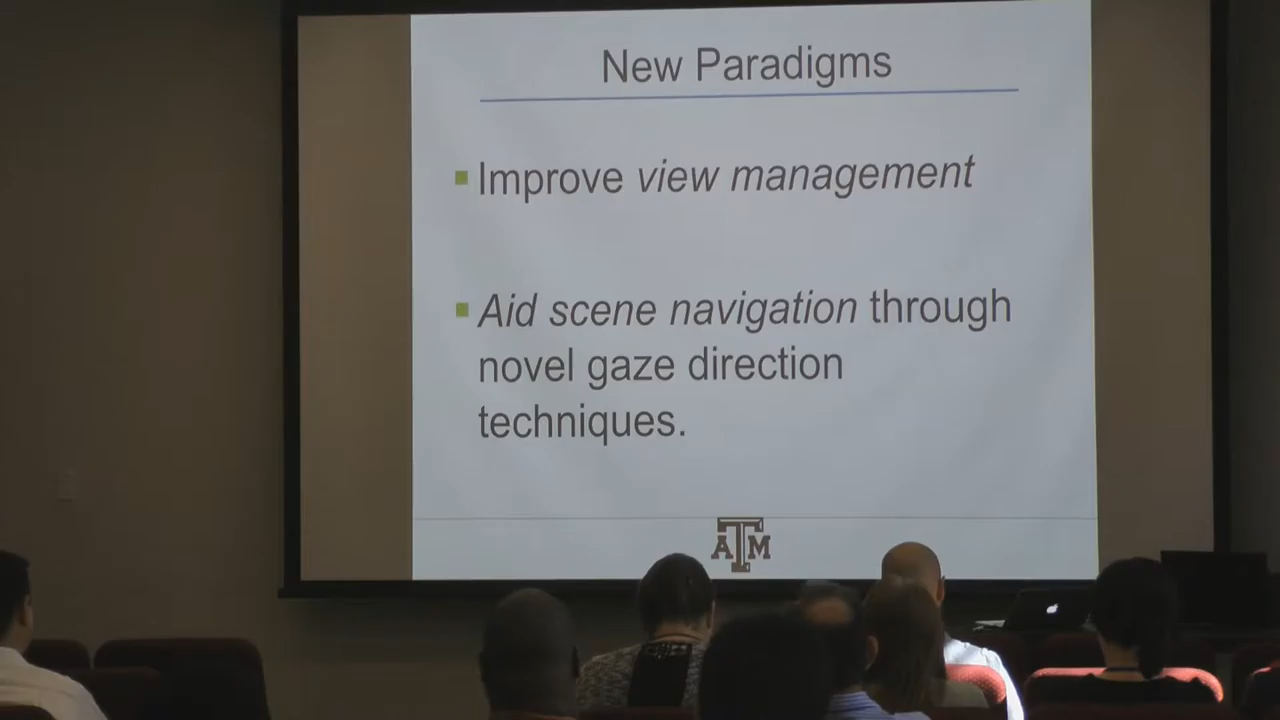 New Paradigms
Improve view management
Aid scene navigation through
novel gaze direction
techniques.
ATM